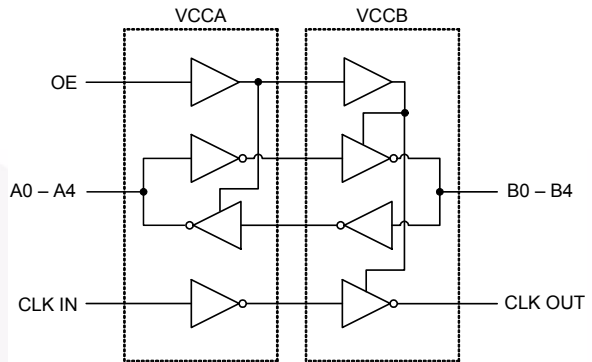 VCCA
VCCB
OE
A0 – A4
B0 – B4
CLK IN
CLK OUT